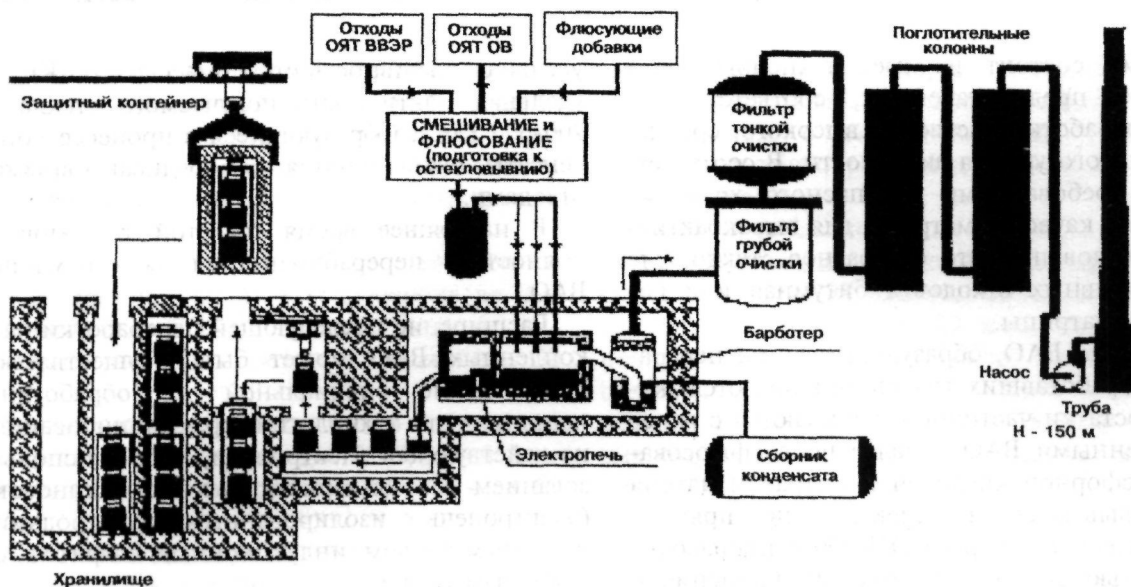 Отходы
ОЯТ ВВЭР
Отходы
ОЯТ ОВ
Флюсующие
добавки
Поглотительные
колонны
Защитный контейнер
СМЕШИВАНИЕ и
ФЛЮСОВАНИЕ
(подготовка к
остекловывнию)
Фильтр
тонкой
очистки
Фильтр
грубой
очистки
Барботер
Насос
Труба
Н - 150 м
Электропечь
Сборник
конденсата
Хранилище